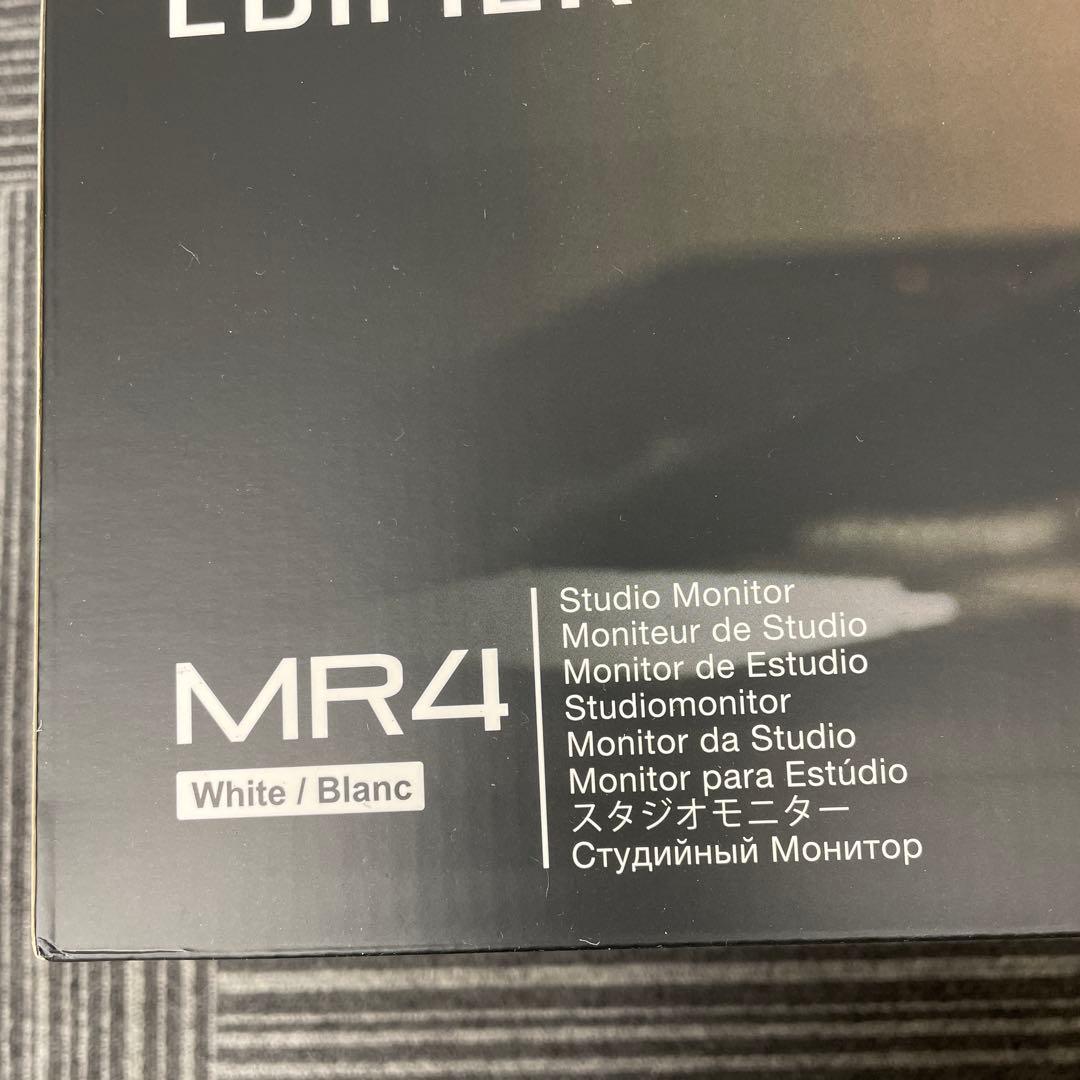 EDIFIER
MR4
White / Blanc
Studio Monitor
Moniteur de Studio
Monitor de Estudio
Studiomonitor
Monitor da Studio
Monitor para Estúdio
スタジオモニター
Студийный Монитор